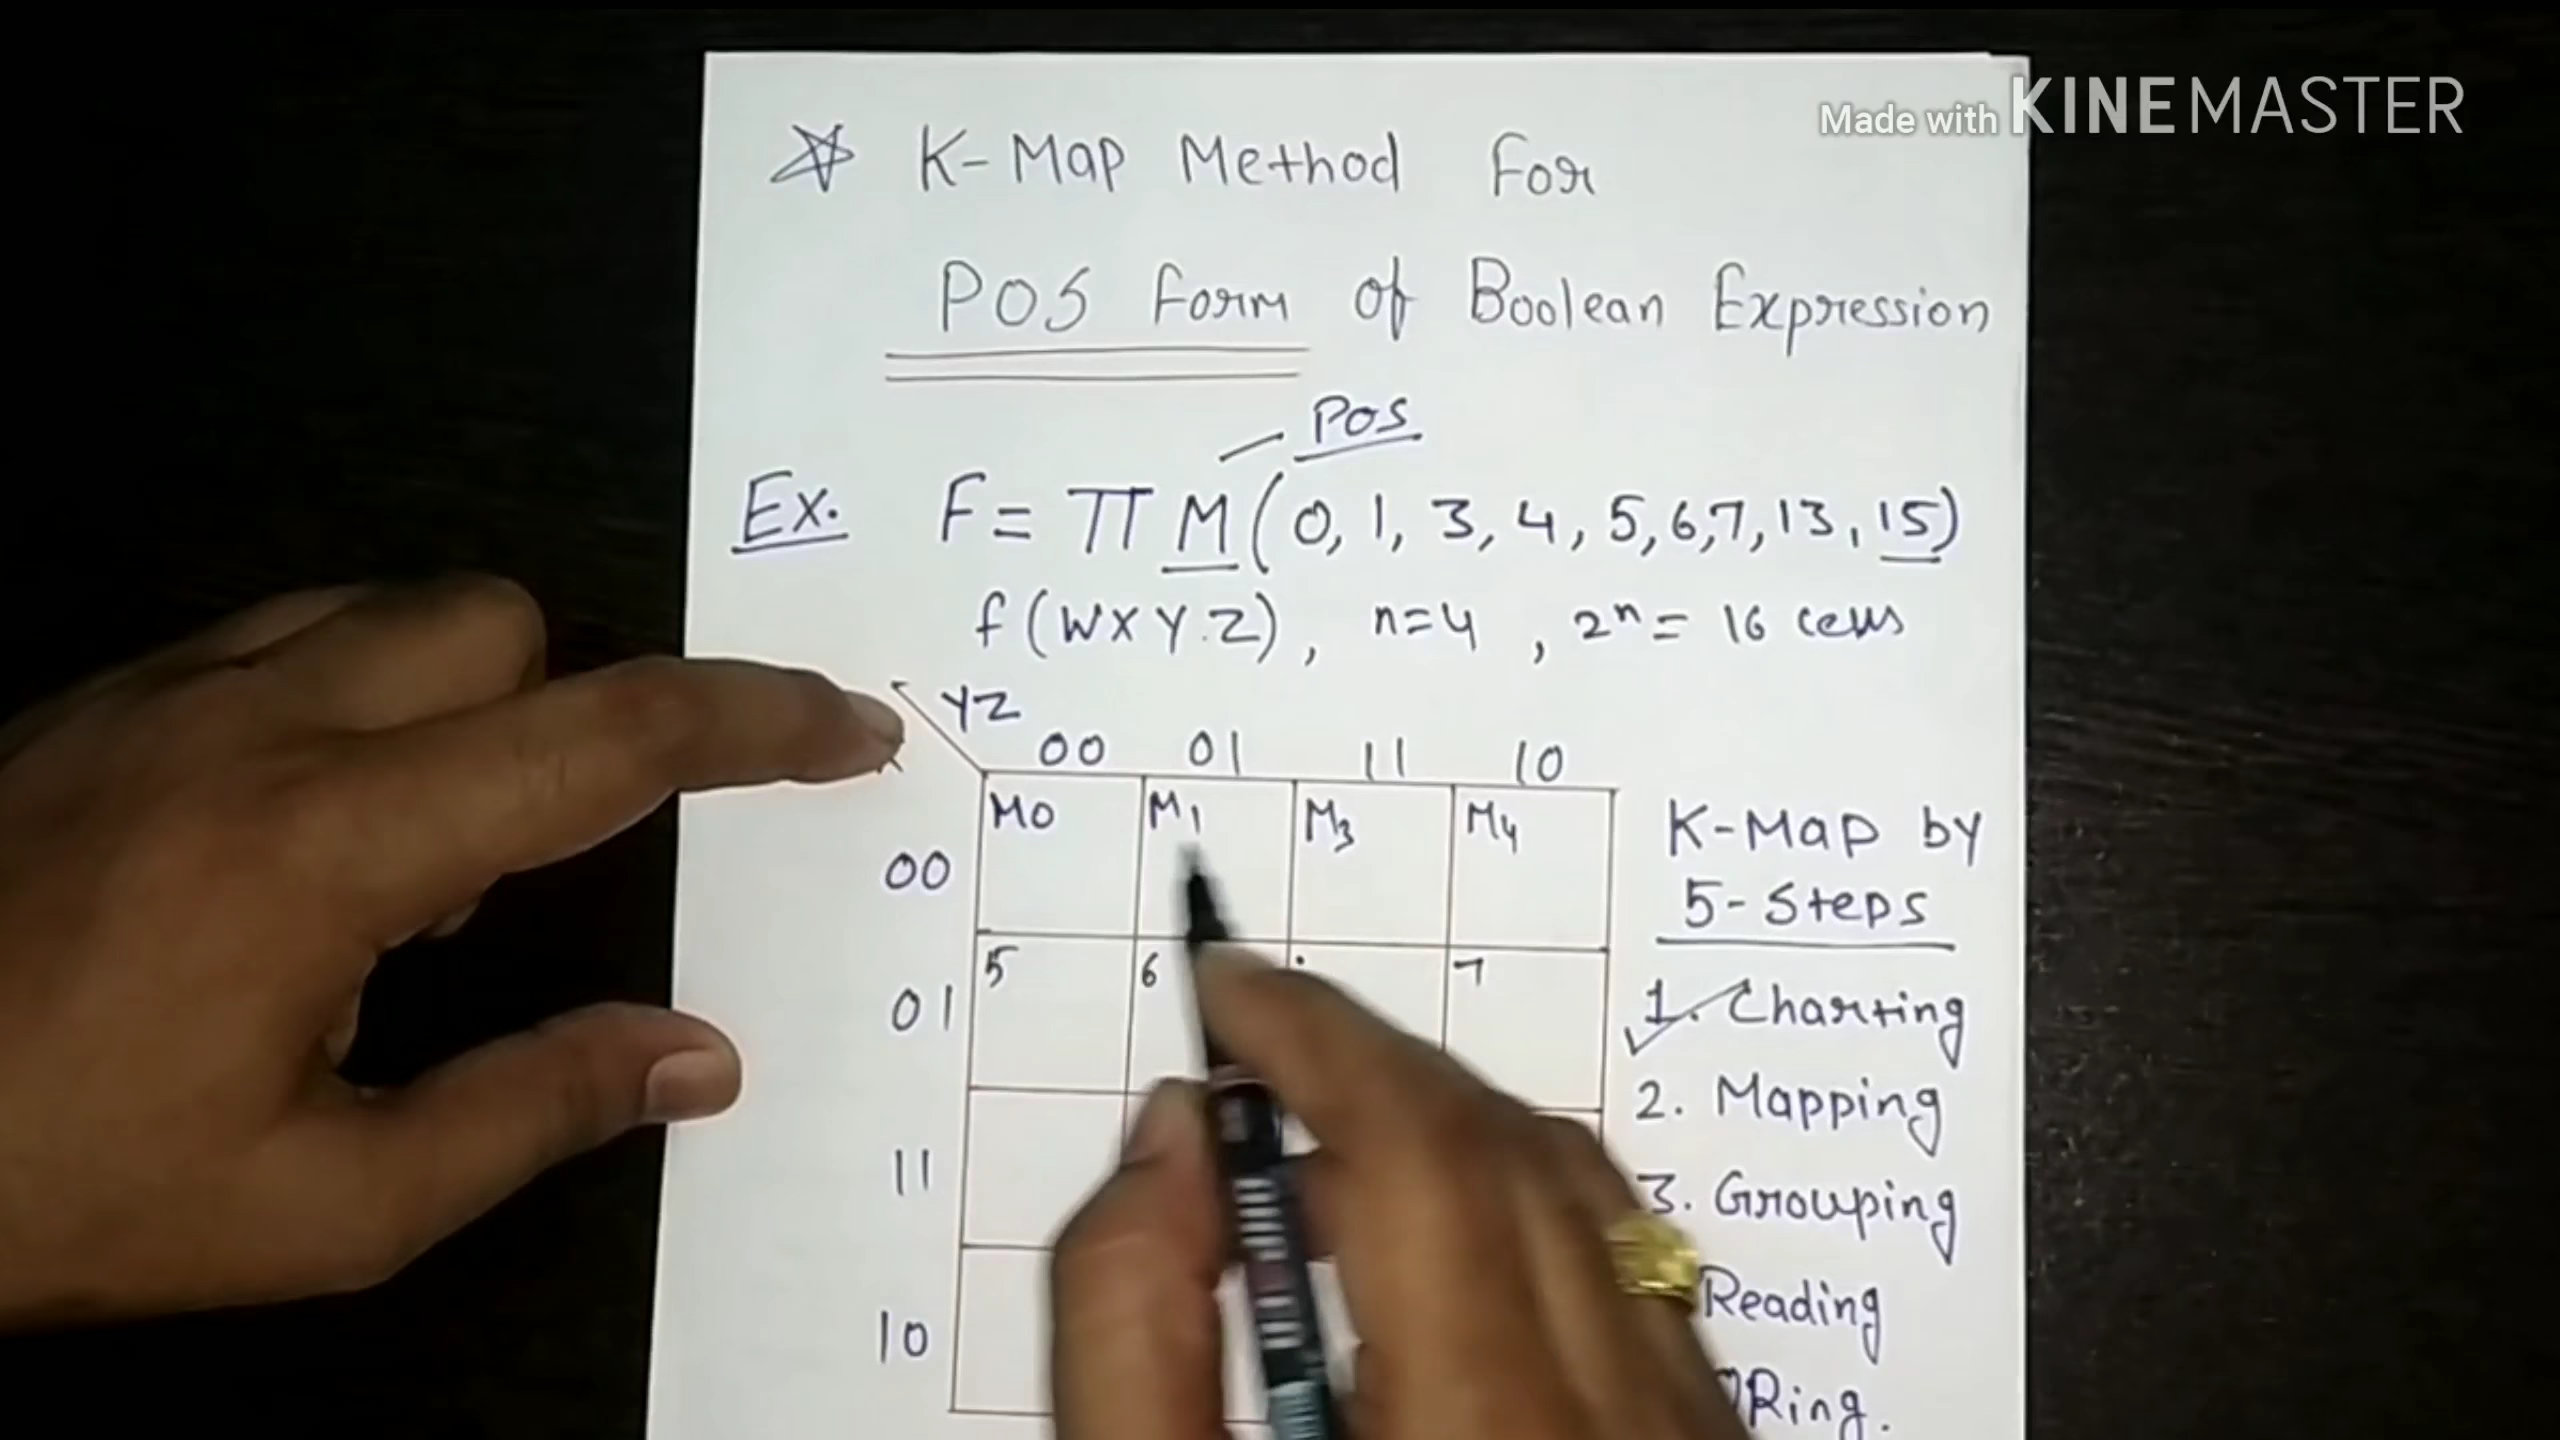 Made with KINEMASTER
K-Map Method For
POS Form of Boolean Expression
POS
Ex. F = π M (0, 1, 3, 4, 5, 6, 7, 13, 15)
f (W X Y Z), n=4, 2ⁿ = 16 cells
YZ
00 01 11 10
M0 M1 M3 M4
00
5 6 7
01
11
10
K-Map by
5-Steps
1. Charting
2. Mapping
3. Grouping
Reading
Ring.